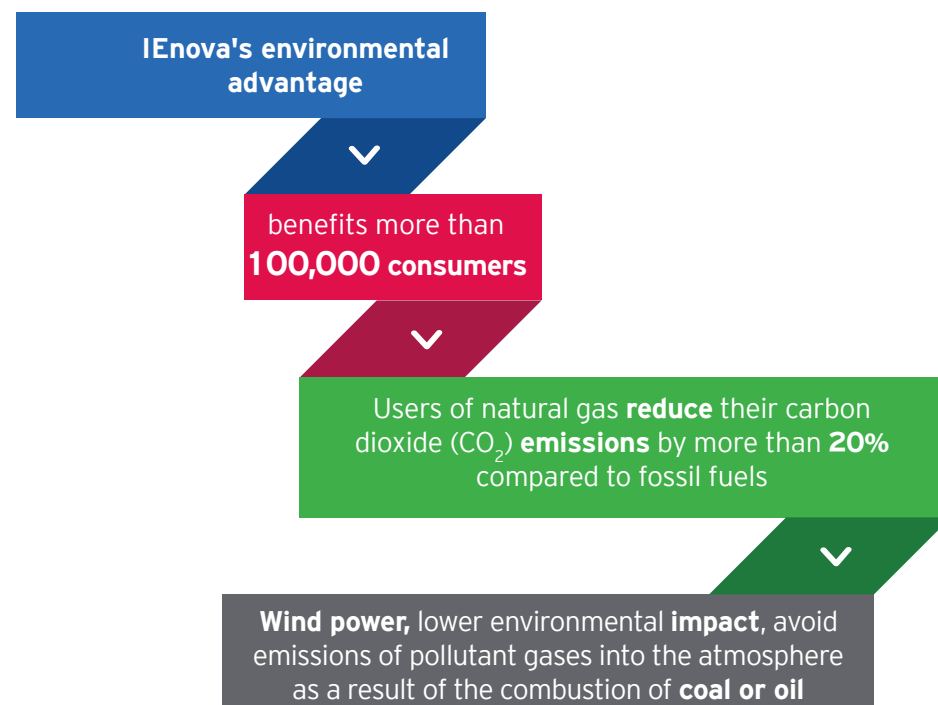 IEnova's environmental
advantage
benefits more than
100,000 consumers
Users of natural gas reduce their carbon
dioxide (CO₂) emissions by more than 20%
compared to fossil fuels
Wind power, lower environmental impact, avoid
emissions of pollutant gases into the atmosphere
as a result of the combustion of coal or oil